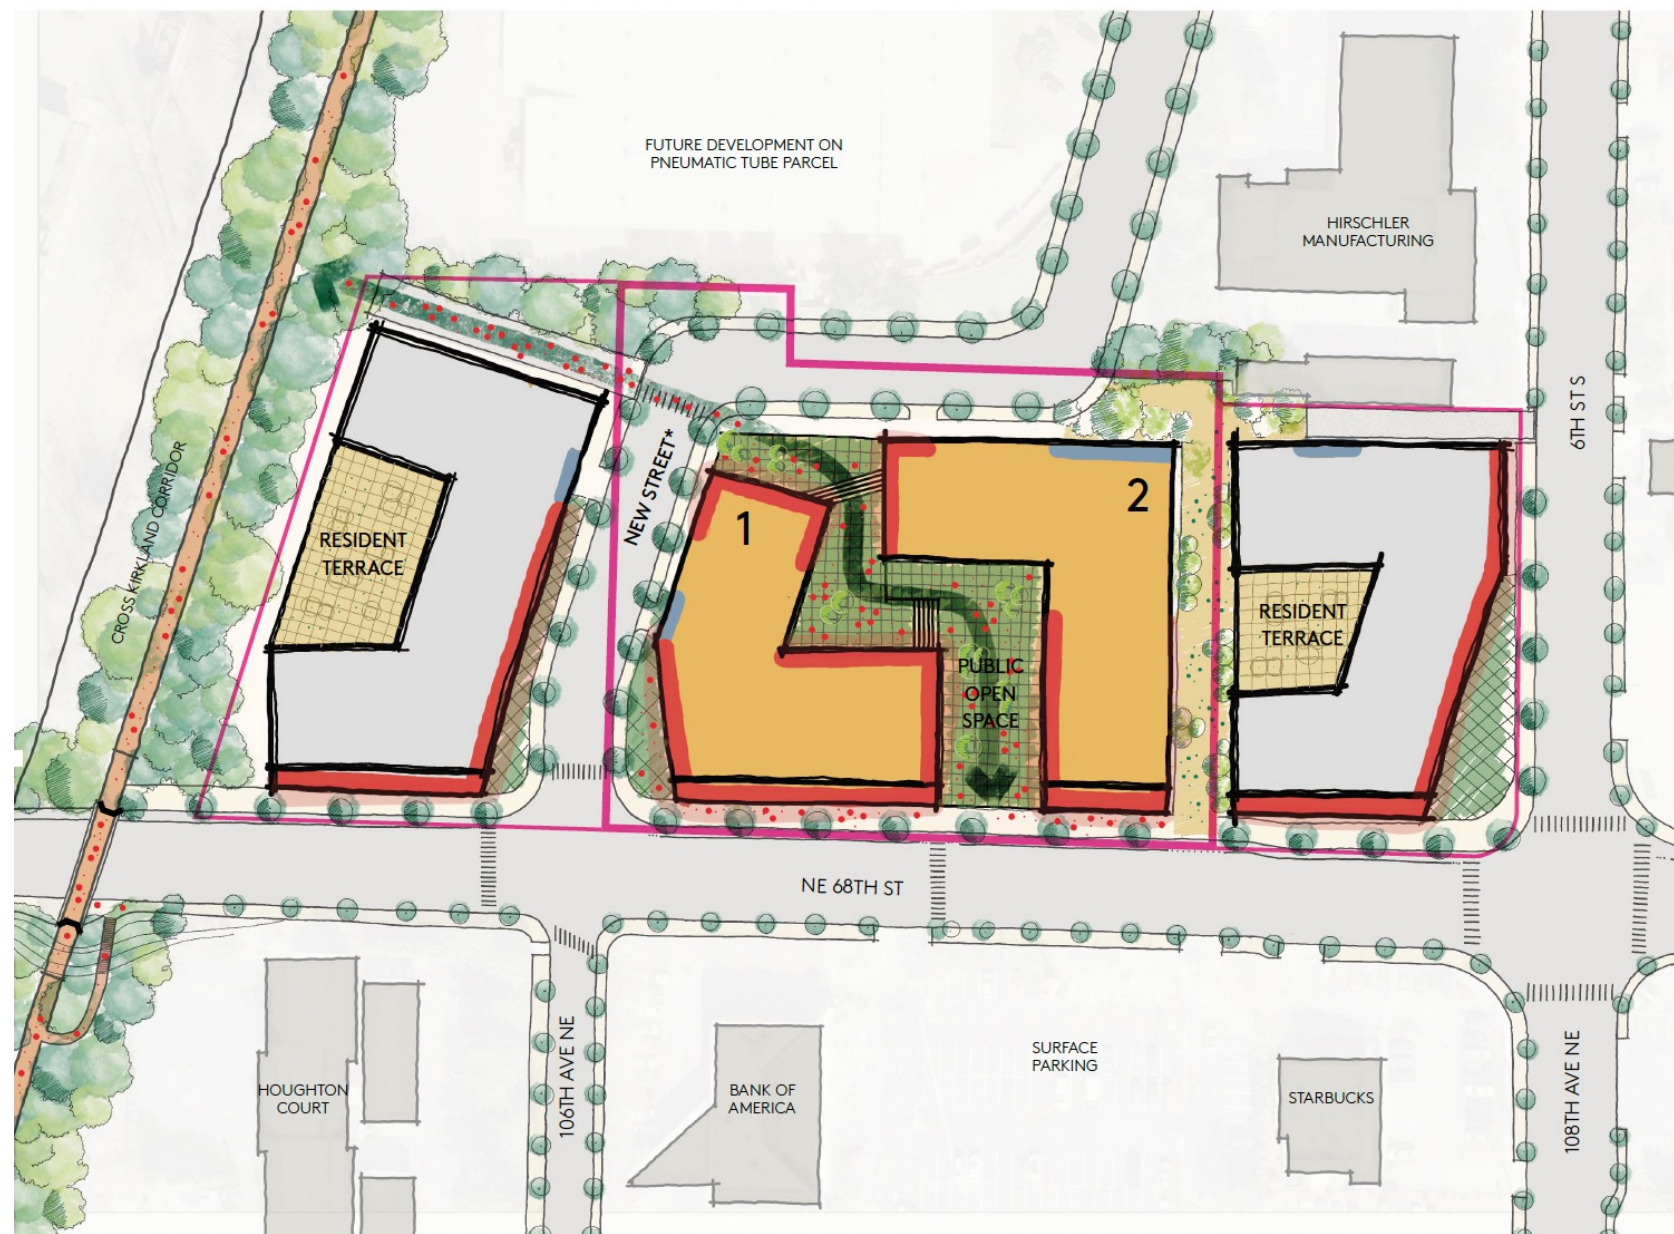 FUTURE DEVELOPMENT ON
PNEUMATIC TUBE PARCEL
HIRSCHLER
MANUFACTURING
6TH ST S
CROSS KIRKLAND CORRIDOR
NEW STREET*
RESIDENT
TERRACE
1
2
RESIDENT
TERRACE
PUBLIC
OPEN
SPACE
NE 68TH ST
106TH AVE NE
108TH AVE NE
HOUGHTON
COURT
BANK OF
AMERICA
SURFACE
PARKING
STARBUCKS